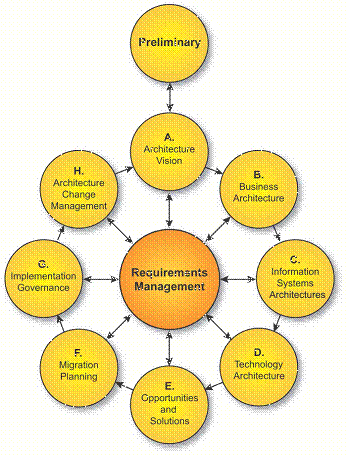 Preliminary
A.
Architecture
Vision
B.
Business
Architecture
C.
Information
Systems
Architectures
D.
Technology
Architecture
E.
Opportunities
and
Solutions
F.
Migration
Planning
G.
Implementation
Governance
H.
Architecture
Change
Management
Requirements
Management